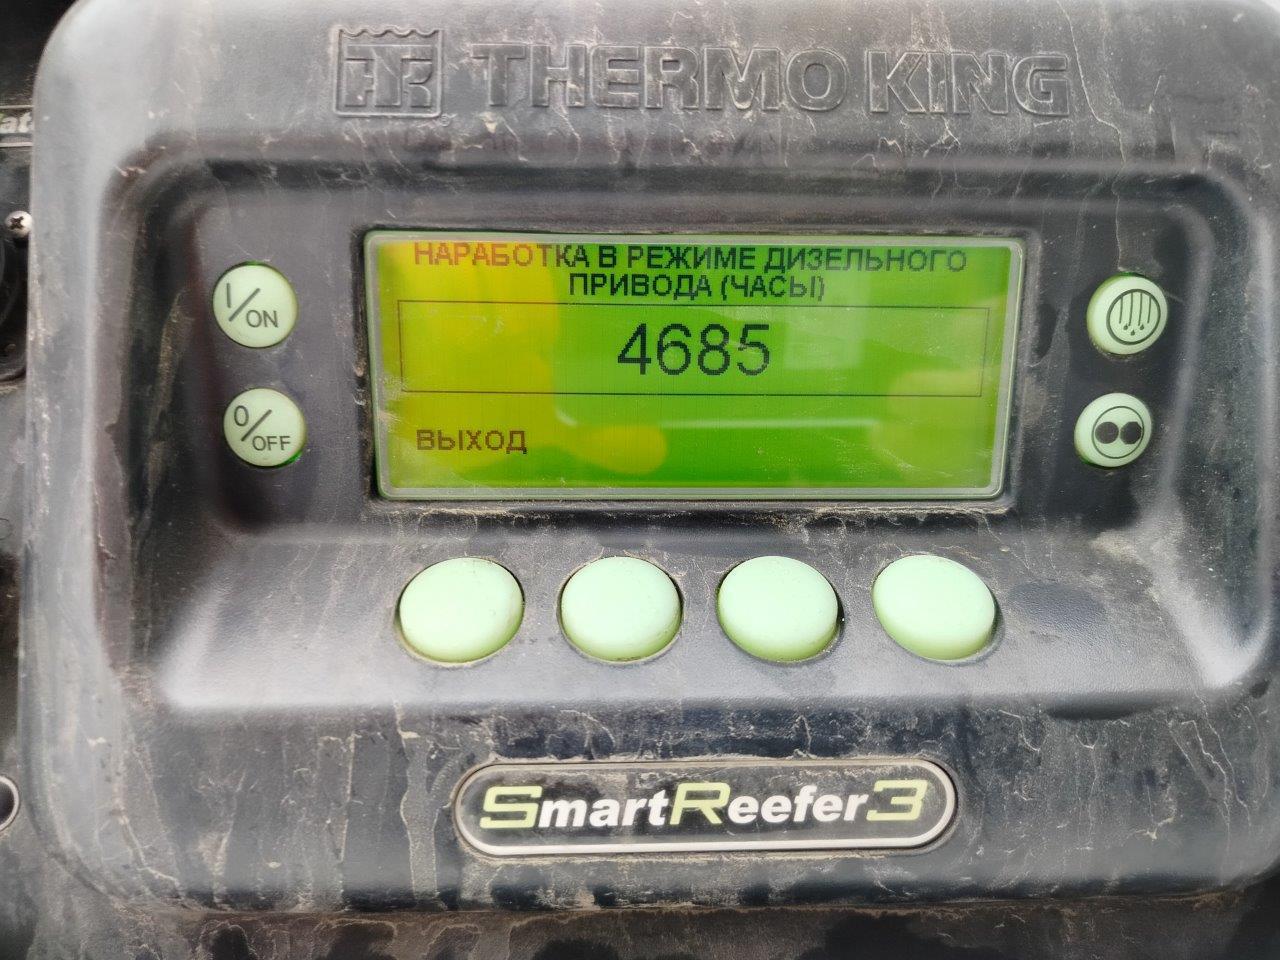 THERMO KING
НАРАБОТКА В РЕЖИМЕ ДИЗЕЛЬНОГО
ПРИВОДА (ЧАСЫ)
4685
ВЫХОД
I/ON
0/OFF
SmartReefer3